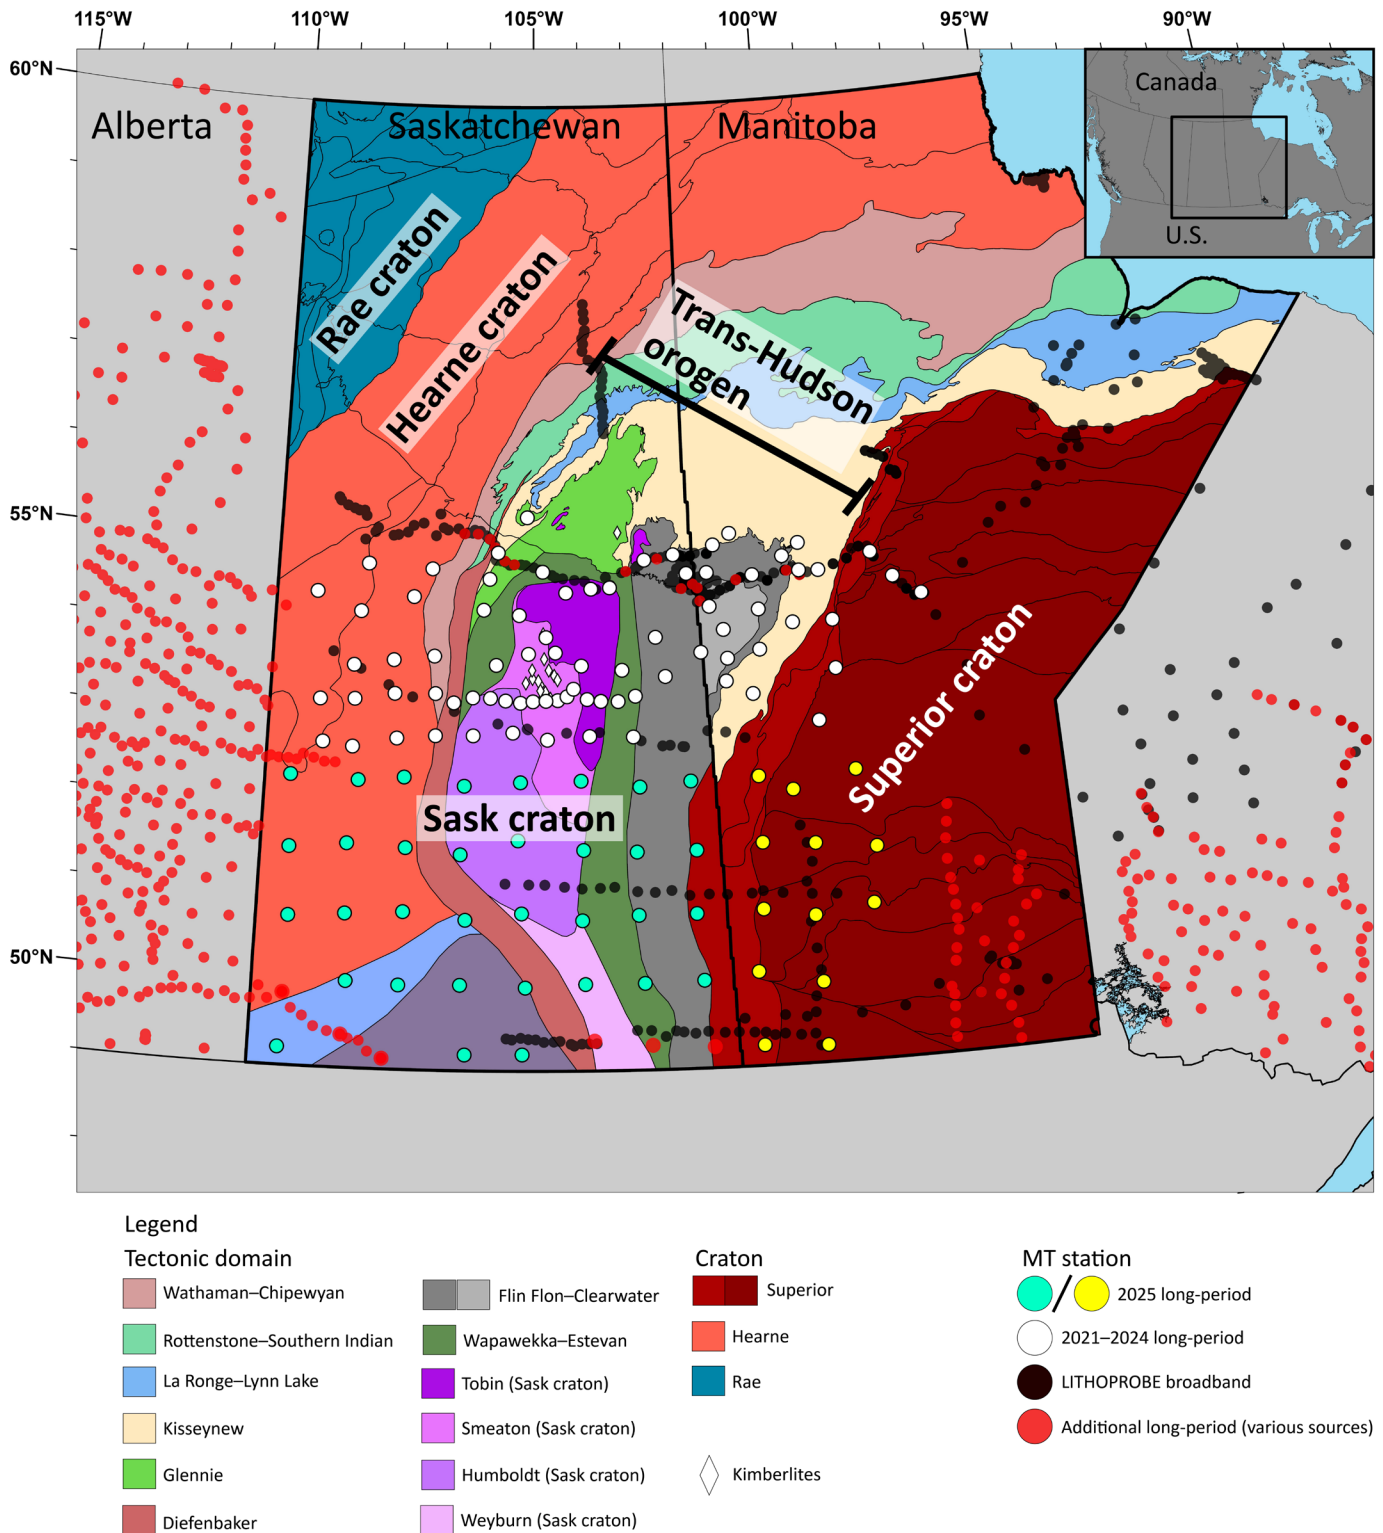 115°W 110°W 105°W 100°W 95°W 90°W
60°N
55°N
50°N
Alberta
Saskatchewan
Manitoba
Canada
U.S.
Rae craton
Hearne craton
Trans-Hudson
orogen
Superior craton
Sask craton
Legend
Tectonic domain
Wathaman–Chipewyan
Rottenstone–Southern Indian
La Ronge–Lynn Lake
Kisseynew
Glennie
Diefenbaker
Flin Flon–Clearwater
Wapawekka–Estevan
Tobin (Sask craton)
Smeaton (Sask craton)
Humboldt (Sask craton)
Weyburn (Sask craton)
Craton
Superior
Hearne
Rae
Kimberlites
MT station
2025 long-period
2021–2024 long-period
LITHOPROBE broadband
Additional long-period (various sources)